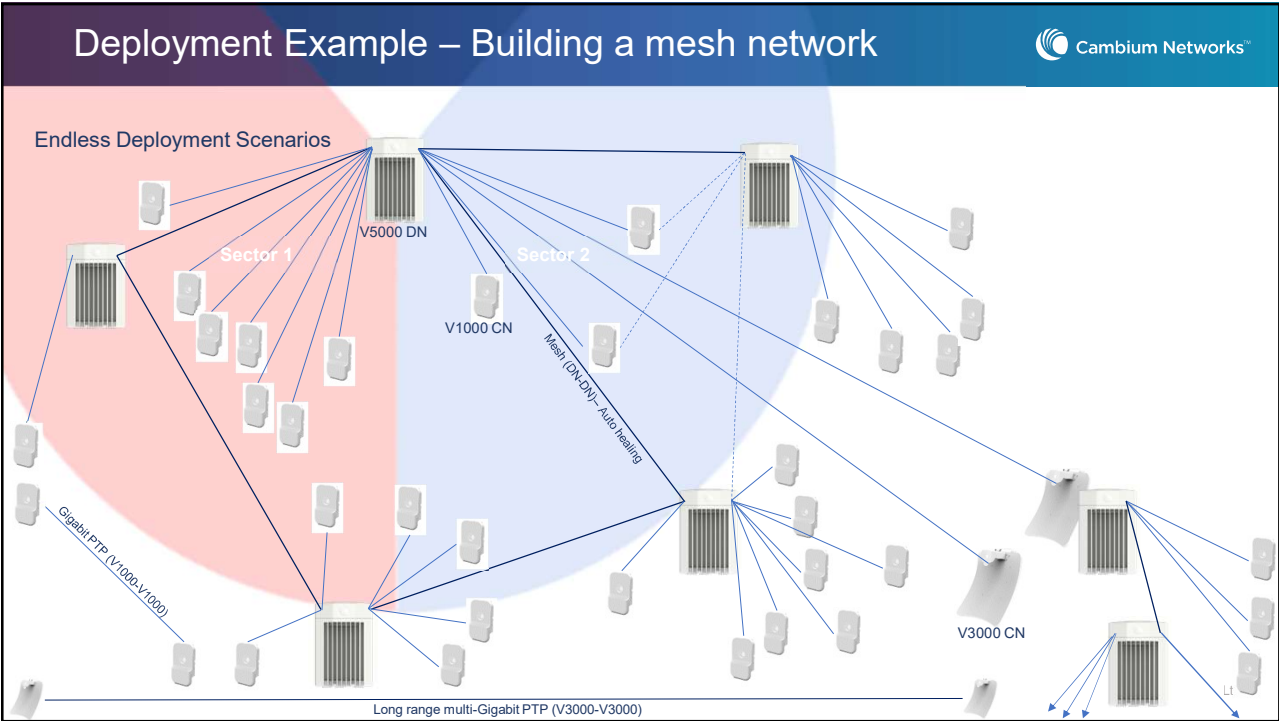 Deployment Example – Building a mesh network
Cambium Networks™
Endless Deployment Scenarios
V5000 DN
Sector 1
Sector 2
V1000 CN
Mesh (DN-DN)– Auto healing
Gigabit PTP (V1000-V1000)
V3000 CN
Lt
Long range multi-Gigabit PTP (V3000-V3000)